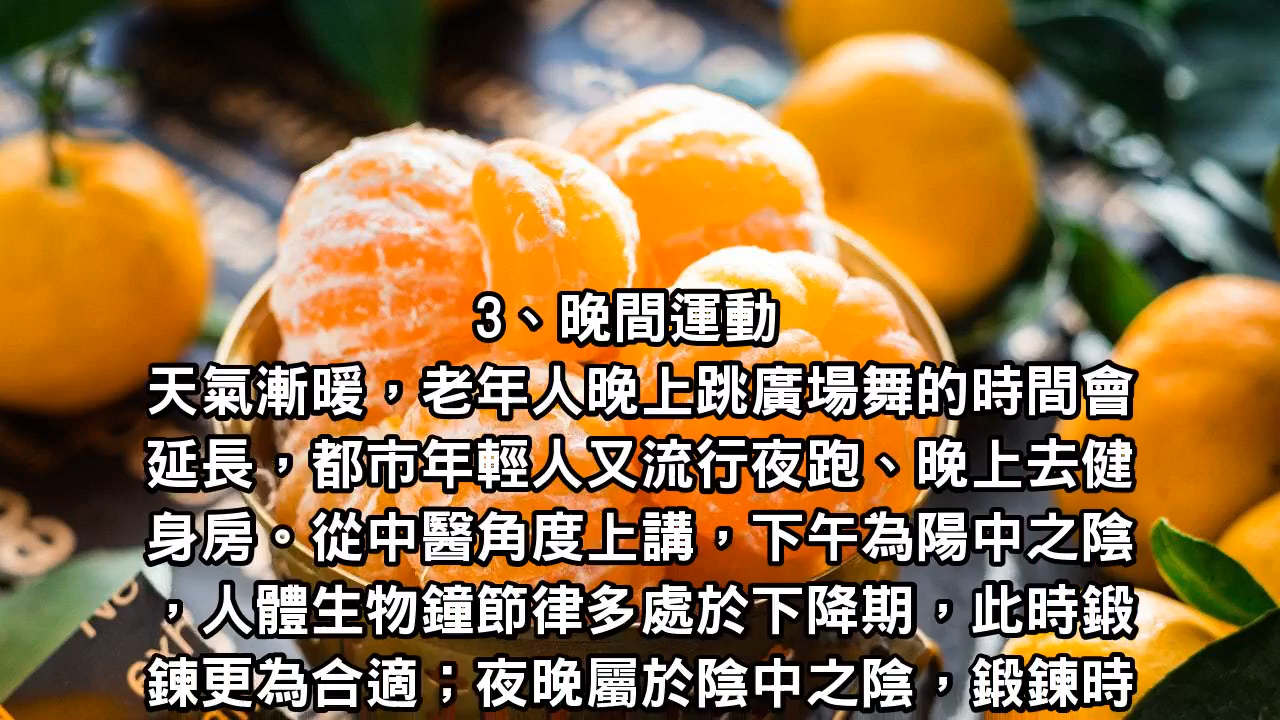 3、晚間運動
天氣漸暖，老年人晚上跳廣場舞的時間會
延長，都市年輕人又流行夜跑、晚上去健
身房。從中醫角度上講，下午為陽中之陰
，人體生物鐘節律多處於下降期，此時鍛
鍊更為合適；夜晚屬於陰中之陰，鍛鍊時